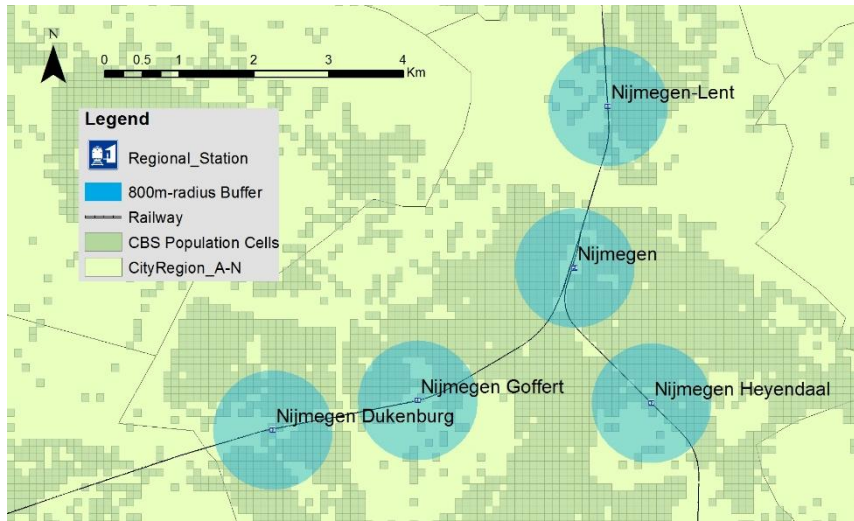 N
0 0.5 1 2 3 4
Km
Legend
Regional_Station
800m-radius Buffer
Railway
CBS Population Cells
CityRegion_A-N
Nijmegen-Lent
Nijmegen
Nijmegen Goffert
Nijmegen Heyendaal
Nijmegen Dukenburg